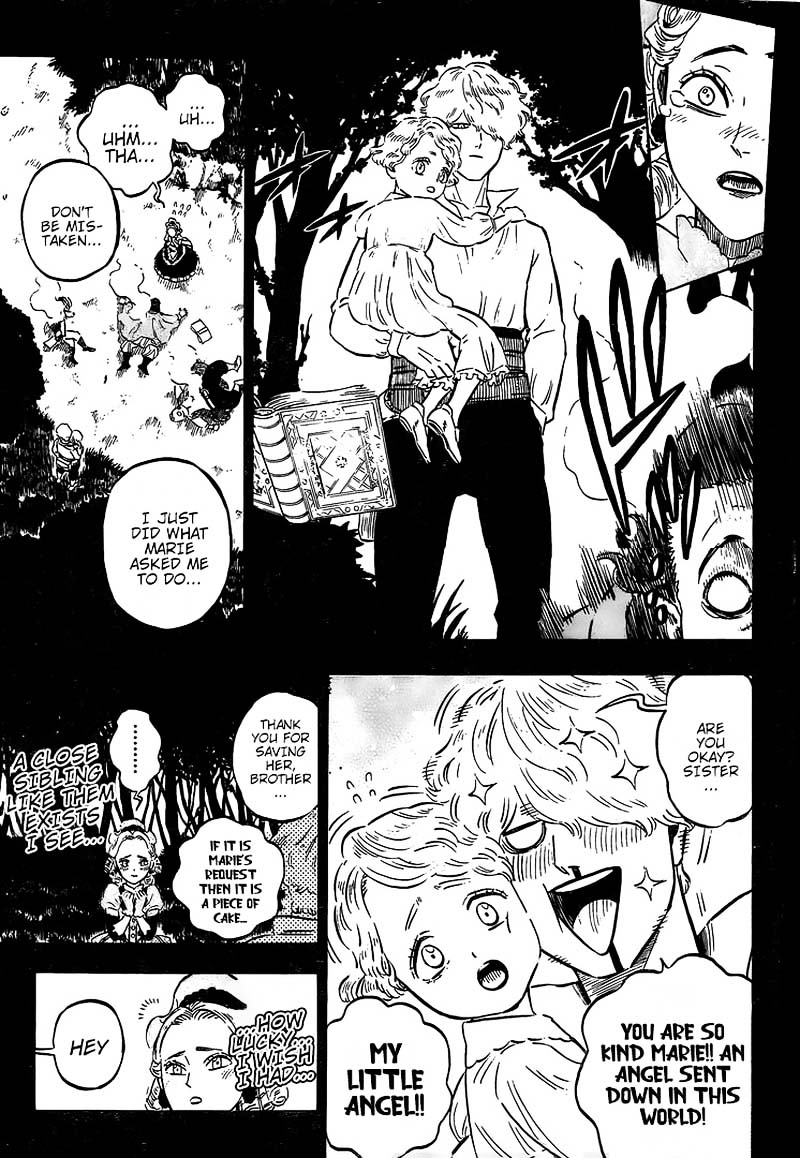 ...
UH...
...
UHM...
THA...
DON'T
BE MIS-
TAKEN...
I JUST
DID WHAT
MARIE
ASKED ME
TO DO...
ARE
YOU
OKAY?
SISTER
...
YOU ARE SO
KIND MARIE!! AN
ANGEL SENT
DOWN IN THIS
WORLD!
MY
LITTLE
ANGEL!!
THANK
YOU FOR
SAVING
HER,
BROTHER
...
IF IT IS
MARIE'S
REQUEST
THEN IT IS
A PIECE OF
CAKE...
........
A CLOSE
SIBLING
LIKE THEM
EXISTS
I SEE...
...HOW
LUCKY...
I WISH
I HAD...
HEY